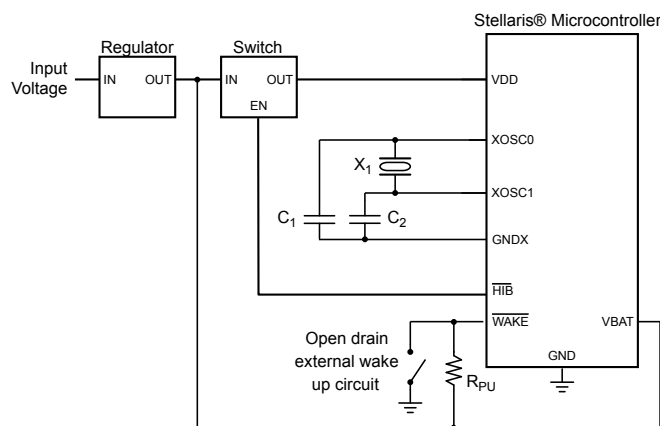 Stellaris® Microcontroller
Regulator
Switch
Input
Voltage
IN
OUT
IN
OUT
EN
VDD
XOSC0
X1
XOSC1
C1
C2
GNDX
HIB
WAKE
VBAT
Open drain
external wake
up circuit
RPU
GND